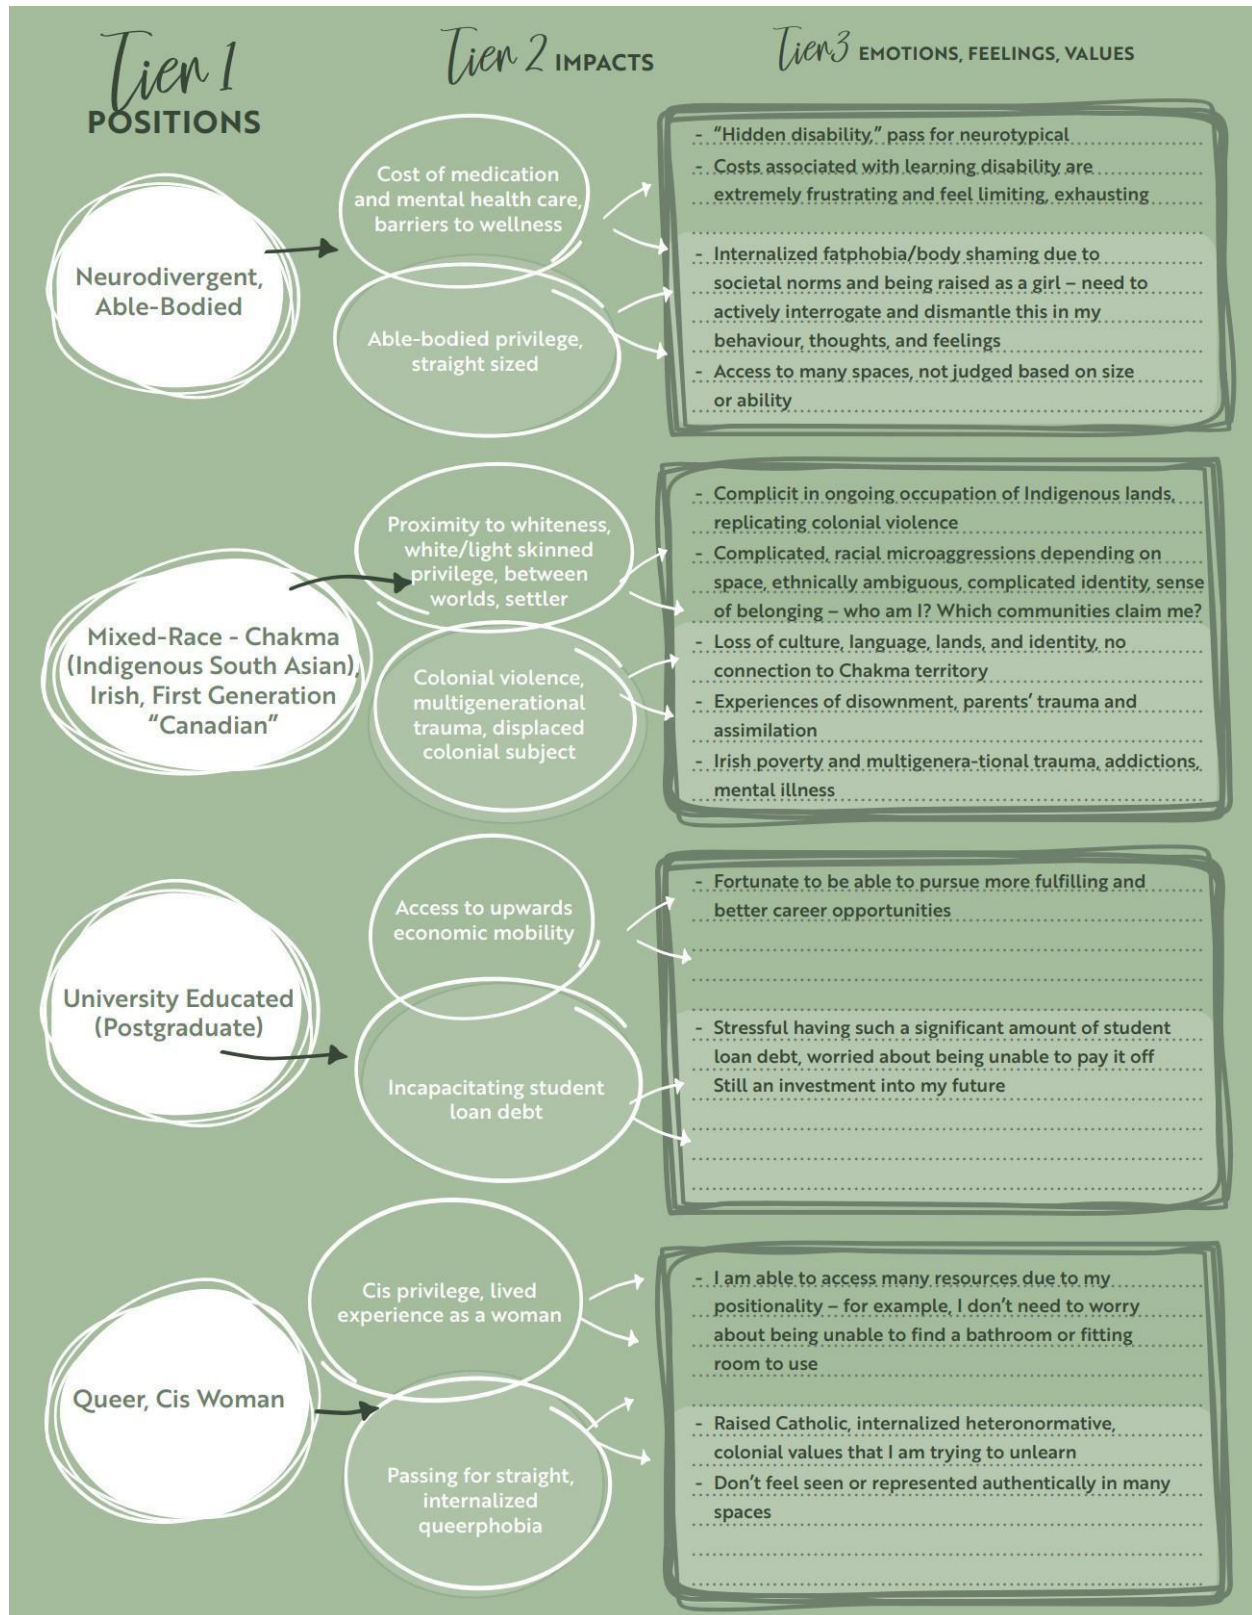 Tier 1
POSITIONS
Tier 2 IMPACTS
Tier3 EMOTIONS, FEELINGS, VALUES
Neurodivergent,
Able-Bodied
Cost of medication
and mental health care,
barriers to wellness
Able-bodied privilege,
straight sized
- “Hidden disability,” pass for neurotypical
- Costs associated with learning disability are
extremely frustrating and feel limiting, exhausting
- Internalized fatphobia/body shaming due to
societal norms and being raised as a girl – need to
actively interrogate and dismantle this in my
behaviour, thoughts, and feelings
- Access to many spaces, not judged based on size
or ability
Mixed-Race - Chakma
(Indigenous South Asian),
Irish, First Generation
“Canadian”
Proximity to whiteness,
white/light skinned
privilege, between
worlds, settler
Colonial violence,
multigenerational
trauma, displaced
colonial subject
- Complicit in ongoing occupation of Indigenous lands,
replicating colonial violence
- Complicated, racial microaggressions depending on
space, ethnically ambiguous, complicated identity, sense
of belonging – who am I? Which communities claim me?
- Loss of culture, language, lands, and identity, no
connection to Chakma territory
- Experiences of disownment, parents’ trauma and
assimilation
- Irish poverty and multigenera-tional trauma, addictions,
mental illness
University Educated
(Postgraduate)
Access to upwards
economic mobility
Incapacitating student
loan debt
- Fortunate to be able to pursue more fulfilling and
better career opportunities
- Stressful having such a significant amount of student
loan debt, worried about being unable to pay it off
Still an investment into my future
Queer, Cis Woman
Cis privilege, lived
experience as a woman
Passing for straight,
internalized
queerphobia
- I am able to access many resources due to my
positionality – for example, I don’t need to worry
about being unable to find a bathroom or fitting
room to use
- Raised Catholic, internalized heteronormative,
colonial values that I am trying to unlearn
- Don’t feel seen or represented authentically in many
spaces